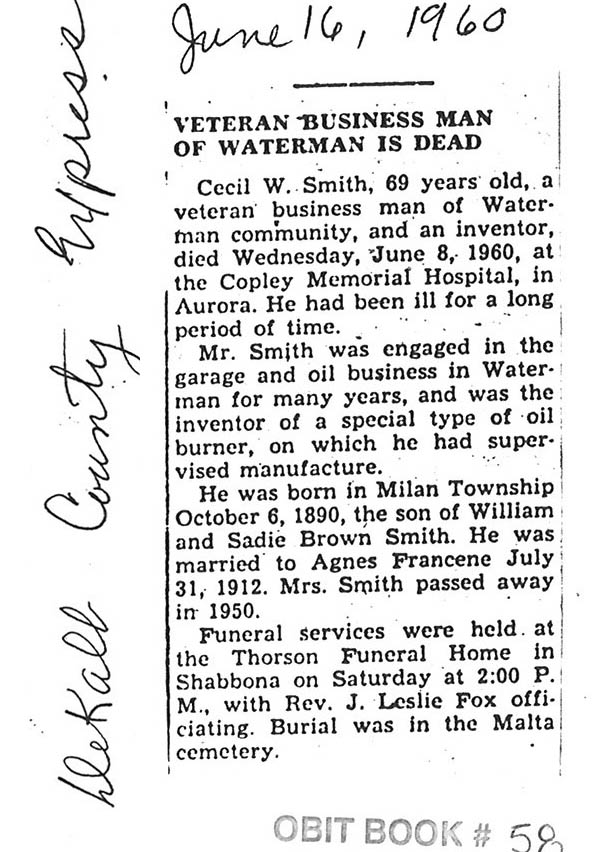 June 16, 1960
DeKalb County Express
VETERAN BUSINESS MAN
OF WATERMAN IS DEAD
Cecil W. Smith, 69 years old, a
veteran business man of Water-
man community, and an inventor,
died Wednesday, June 8, 1960, at
the Copley Memorial Hospital, in
Aurora. He had been ill for a long
period of time.
Mr. Smith was engaged in the
garage and oil business in Water-
man for many years, and was the
inventor of a special type of oil
burner, on which he had super-
vised manufacture.
He was born in Milan Township
October 6, 1890, the son of William
and Sadie Brown Smith. He was
married to Agnes Francene July
31, 1912. Mrs. Smith passed away
in 1950.
Funeral services were held at
the Thorson Funeral Home in
Shabbona on Saturday at 2:00 P.
M., with Rev. J. Leslie Fox offi-
ciating. Burial was in the Malta
cemetery.
OBIT BOOK # 58